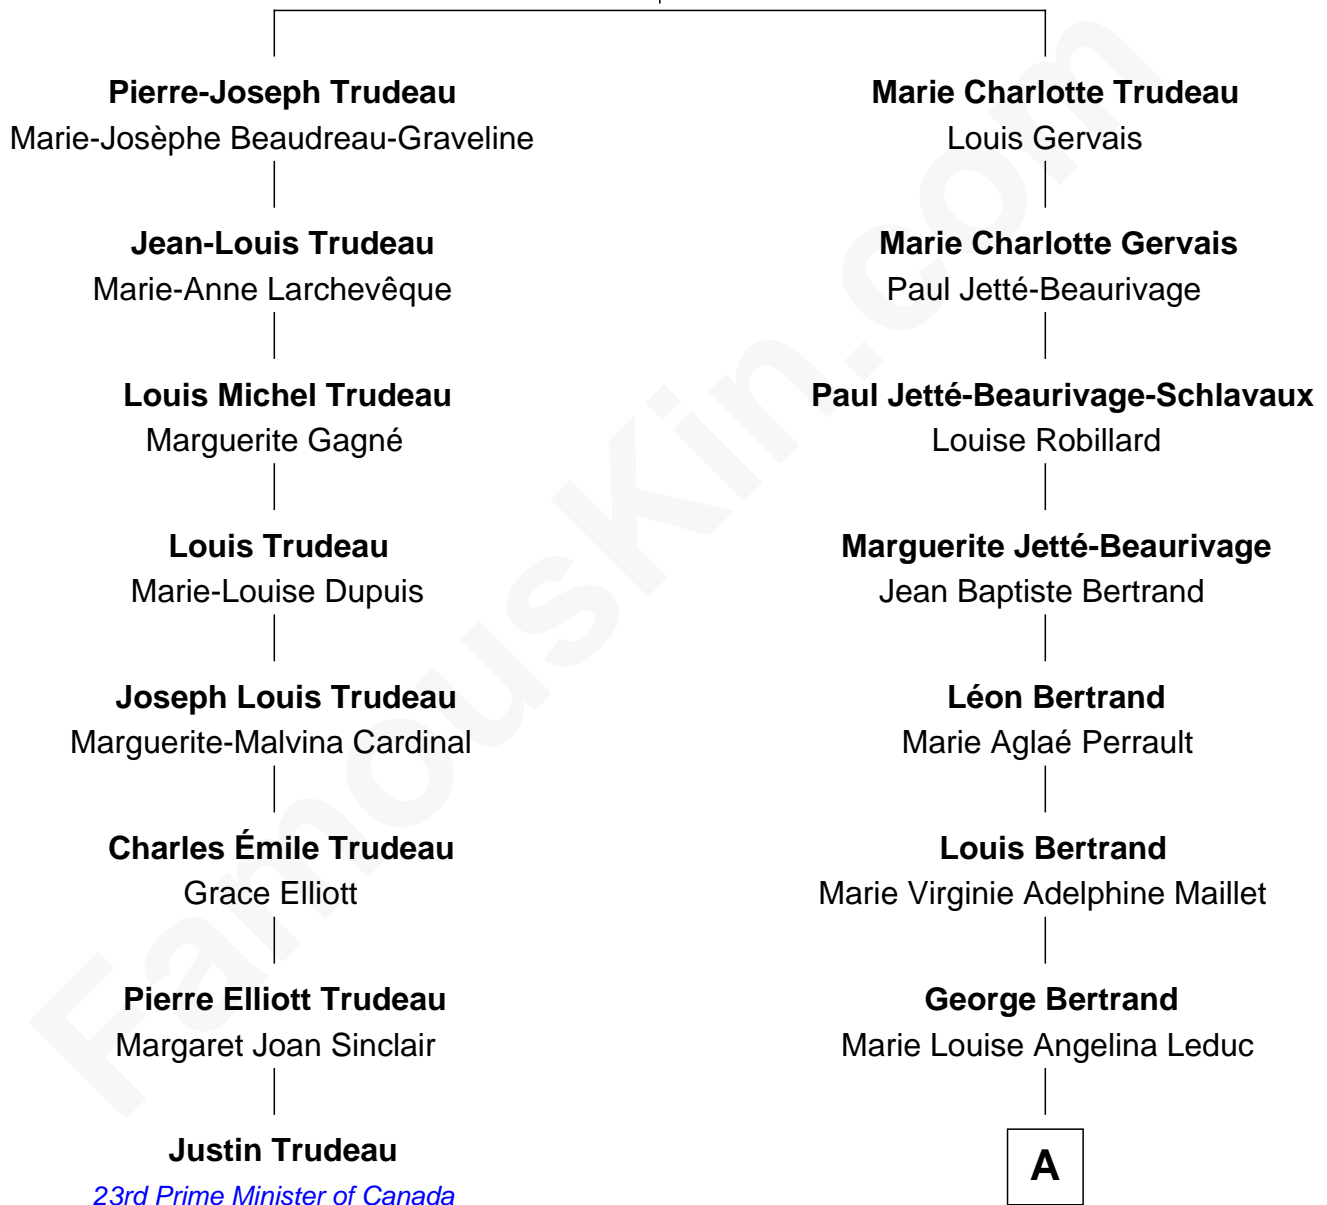 Pierre-Joseph Trudeau
Marie-Josèphe Beaudreau-Graveline
Jean-Louis Trudeau
Marie-Anne Larchevêque
Louis Michel Trudeau
Marguerite Gagné
Louis Trudeau
Marie-Louise Dupuis
Joseph Louis Trudeau
Marguerite-Malvina Cardinal
Charles Émile Trudeau
Grace Elliott
Pierre Elliott Trudeau
Margaret Joan Sinclair
Justin Trudeau
23rd Prime Minister of Canada
Marie Charlotte Trudeau
Louis Gervais
Marie Charlotte Gervais
Paul Jetté-Beaurivage
Paul Jetté-Beaurivage-Schlavaux
Louise Robillard
Marguerite Jetté-Beaurivage
Jean Baptiste Bertrand
Léon Bertrand
Marie Aglaé Perrault
Louis Bertrand
Marie Virginie Adelphine Maillet
George Bertrand
Marie Louise Angelina Leduc
A
FamousKin.com